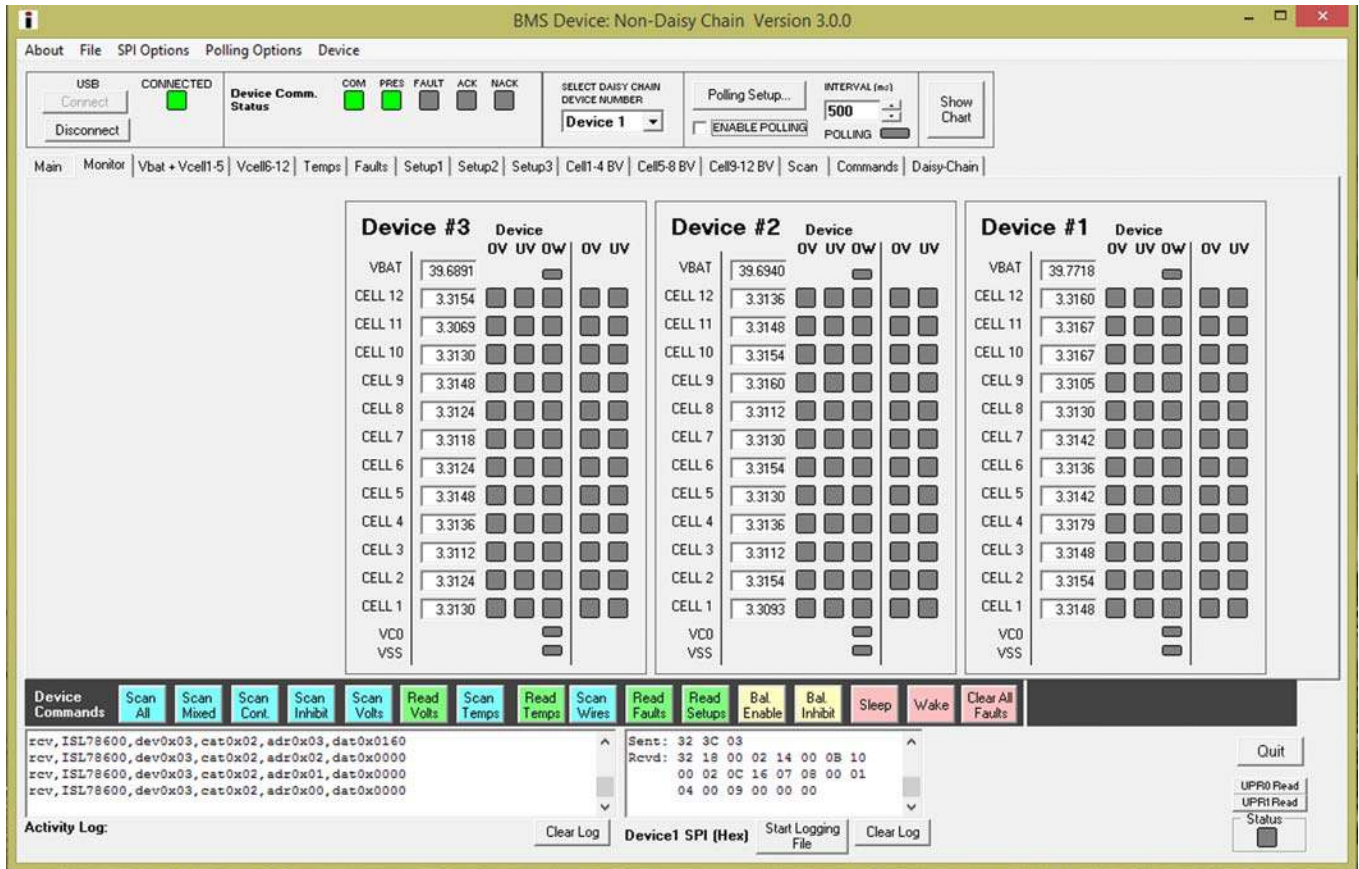 BMS Device: Non-Daisy Chain Version 3.0.0
About File SPI Options Polling Options Device
USB
Connect
Disconnect
CONNECTED
Device Comm.
Status
COM PRES FAULT ACK NACK
SELECT DAISY CHAIN
DEVICE NUMBER
Device 1
Polling Setup...
ENABLE POLLING
INTERVAL (ms)
500
POLLING
Show
Chart
Main Monitor Vbat + Vcell1-5 Vcell6-12 Temps Faults Setup1 Setup2 Setup3 Cell1-4 BV Cell5-8 BV Cell9-12 BV Scan Commands Daisy-Chain
Device #3 Device
OV UV OW OV UV
VBAT 39.6891
CELL 12 3.3154
CELL 11 3.3069
CELL 10 3.3130
CELL 9 3.3148
CELL 8 3.3124
CELL 7 3.3118
CELL 6 3.3124
CELL 5 3.3148
CELL 4 3.3136
CELL 3 3.3112
CELL 2 3.3124
CELL 1 3.3130
VC0
VSS
Device #2 Device
OV UV OW OV UV
VBAT 39.6940
CELL 12 3.3136
CELL 11 3.3148
CELL 10 3.3154
CELL 9 3.3160
CELL 8 3.3112
CELL 7 3.3130
CELL 6 3.3154
CELL 5 3.3130
CELL 4 3.3136
CELL 3 3.3112
CELL 2 3.3154
CELL 1 3.3093
VC0
VSS
Device #1 Device
OV UV OW OV UV
VBAT 39.7718
CELL 12 3.3160
CELL 11 3.3167
CELL 10 3.3167
CELL 9 3.3105
CELL 8 3.3130
CELL 7 3.3142
CELL 6 3.3136
CELL 5 3.3142
CELL 4 3.3179
CELL 3 3.3148
CELL 2 3.3154
CELL 1 3.3148
VC0
VSS
Device
Commands
Scan
All
Scan
Mixed
Scan
Cont.
Scan
Inhibit
Scan
Volts
Read
Volts
Scan
Temps
Read
Temps
Scan
Wires
Read
Faults
Read
Setups
Bal.
Enable
Bal.
Inhibit
Sleep
Wake
Clear All
Faults
rcv,ISL78600,dev0x03,cat0x02,adr0x03,dat0x0160
rcv,ISL78600,dev0x03,cat0x02,adr0x02,dat0x0000
rcv,ISL78600,dev0x03,cat0x02,adr0x01,dat0x0000
rcv,ISL78600,dev0x03,cat0x02,adr0x00,dat0x0000
Activity Log:
Clear Log
Sent: 32 3C 03
Rcvd: 32 18 00 02 14 00 0B 10
00 02 0C 16 07 08 00 01
04 00 09 00 00 00
Device1 SPI (Hex)
Start Logging
File
Clear Log
Quit
UPR0 Read
UPR1 Read
Status